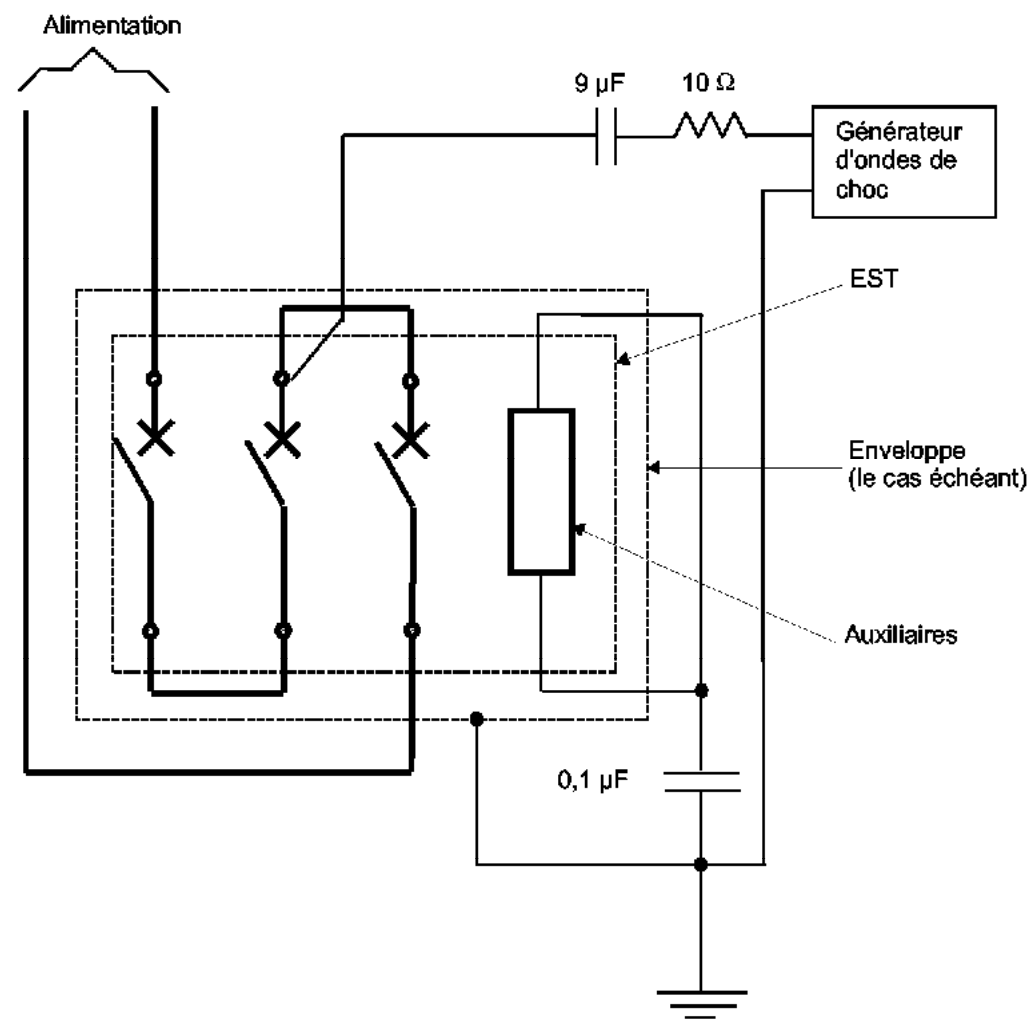 Alimentation
9 µF
10 Ω
Générateur
d'ondes de
choc
EST
Enveloppe
(le cas échéant)
Auxiliaires
0,1 µF